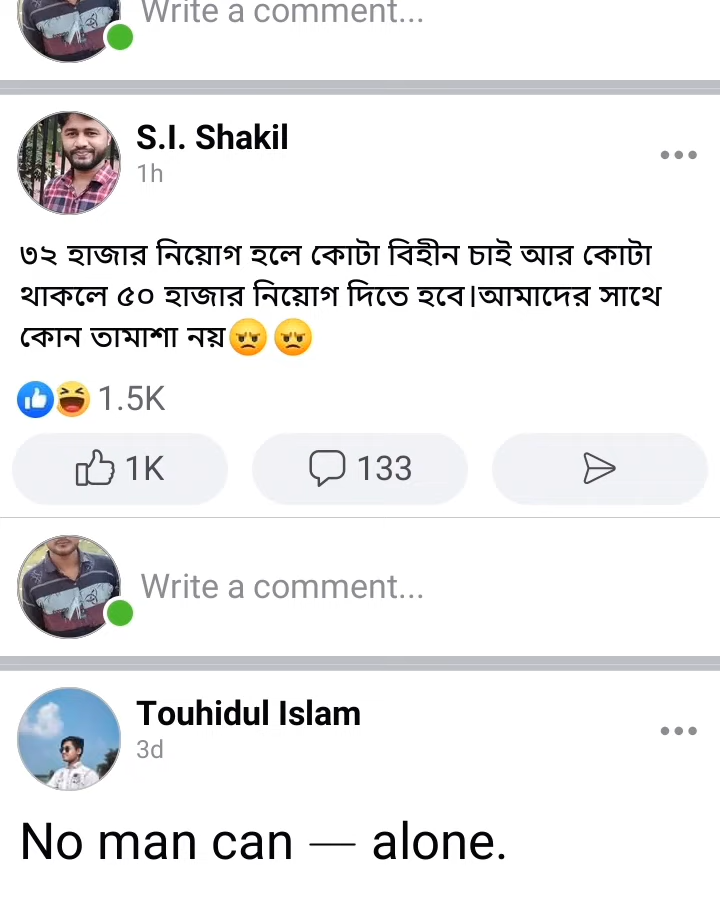 Write a comment...
S.I. Shakil
1h
৩২ হাজার নিয়োগ হলে কোটা বিহীন চাই আর কোটা
থাকলে ৫০ হাজার নিয়োগ দিতে হবে।আমাদের সাথে
কোন তামাশা নয়😡😡
1.5K
1K
133
Write a comment...
Touhidul Islam
3d
No man can — alone.